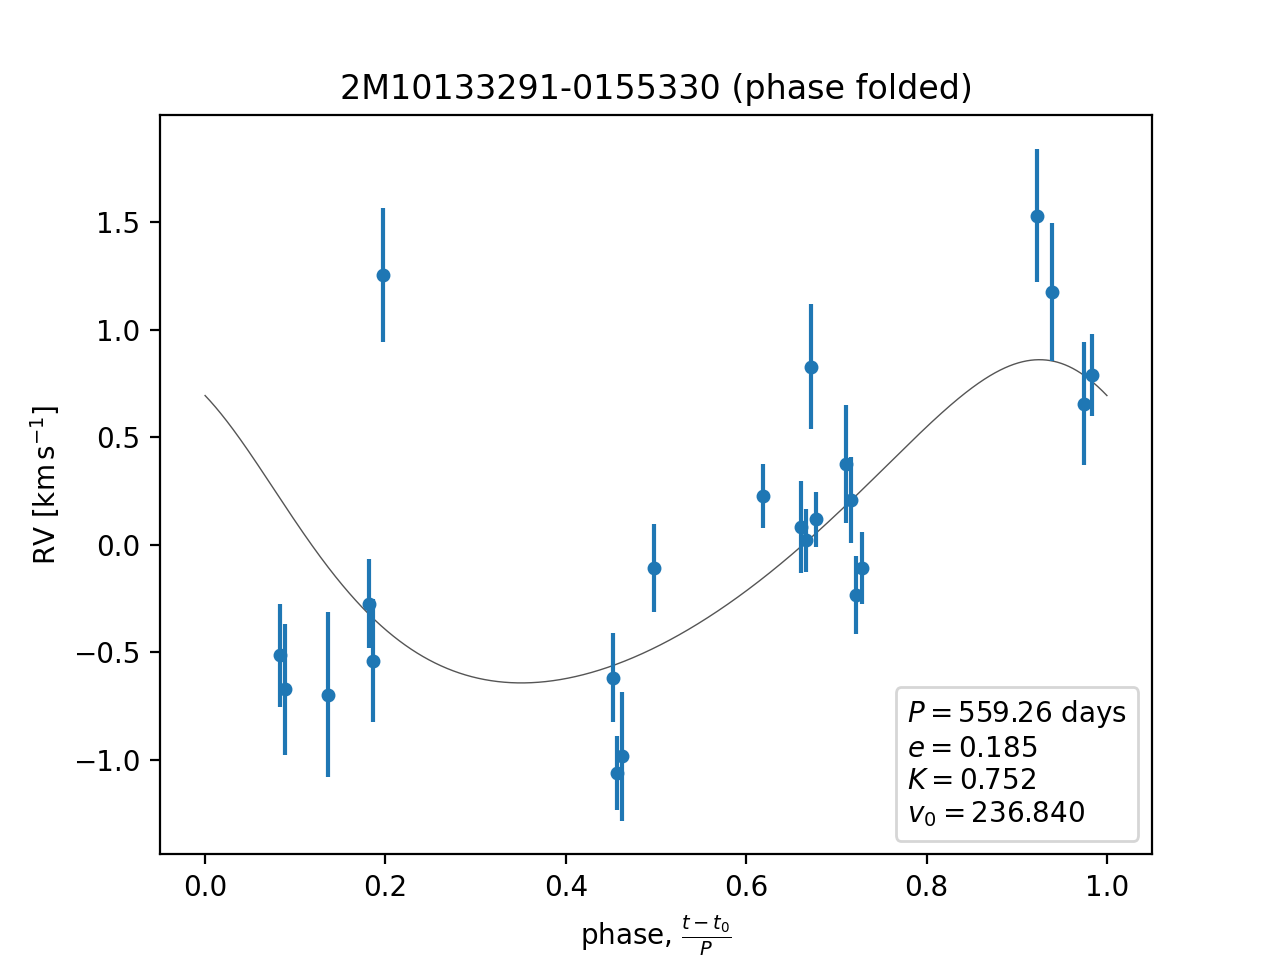 2M10133291-0155330 (phase folded)
RV [km s⁻¹]
1.5
1.0
0.5
0.0
−0.5
−1.0
P = 559.26 days
e = 0.185
K = 0.752
v₀ = 236.840
0.0 0.2 0.4 0.6 0.8 1.0
phase, (t − t₀)/P